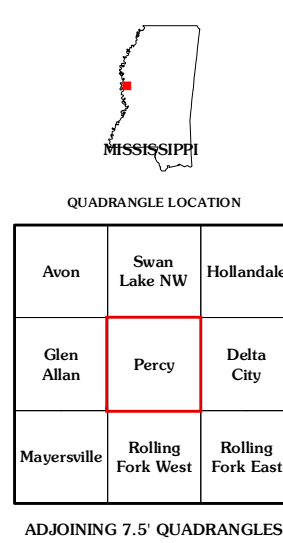 MISSISSIPPI
QUADRANGLE LOCATION
Avon
Swan
Lake NW
Hollandale
Glen
Allan
Percy
Delta
City
Mayersville
Rolling
Fork West
Rolling
Fork East
ADJOINING 7.5' QUADRANGLES